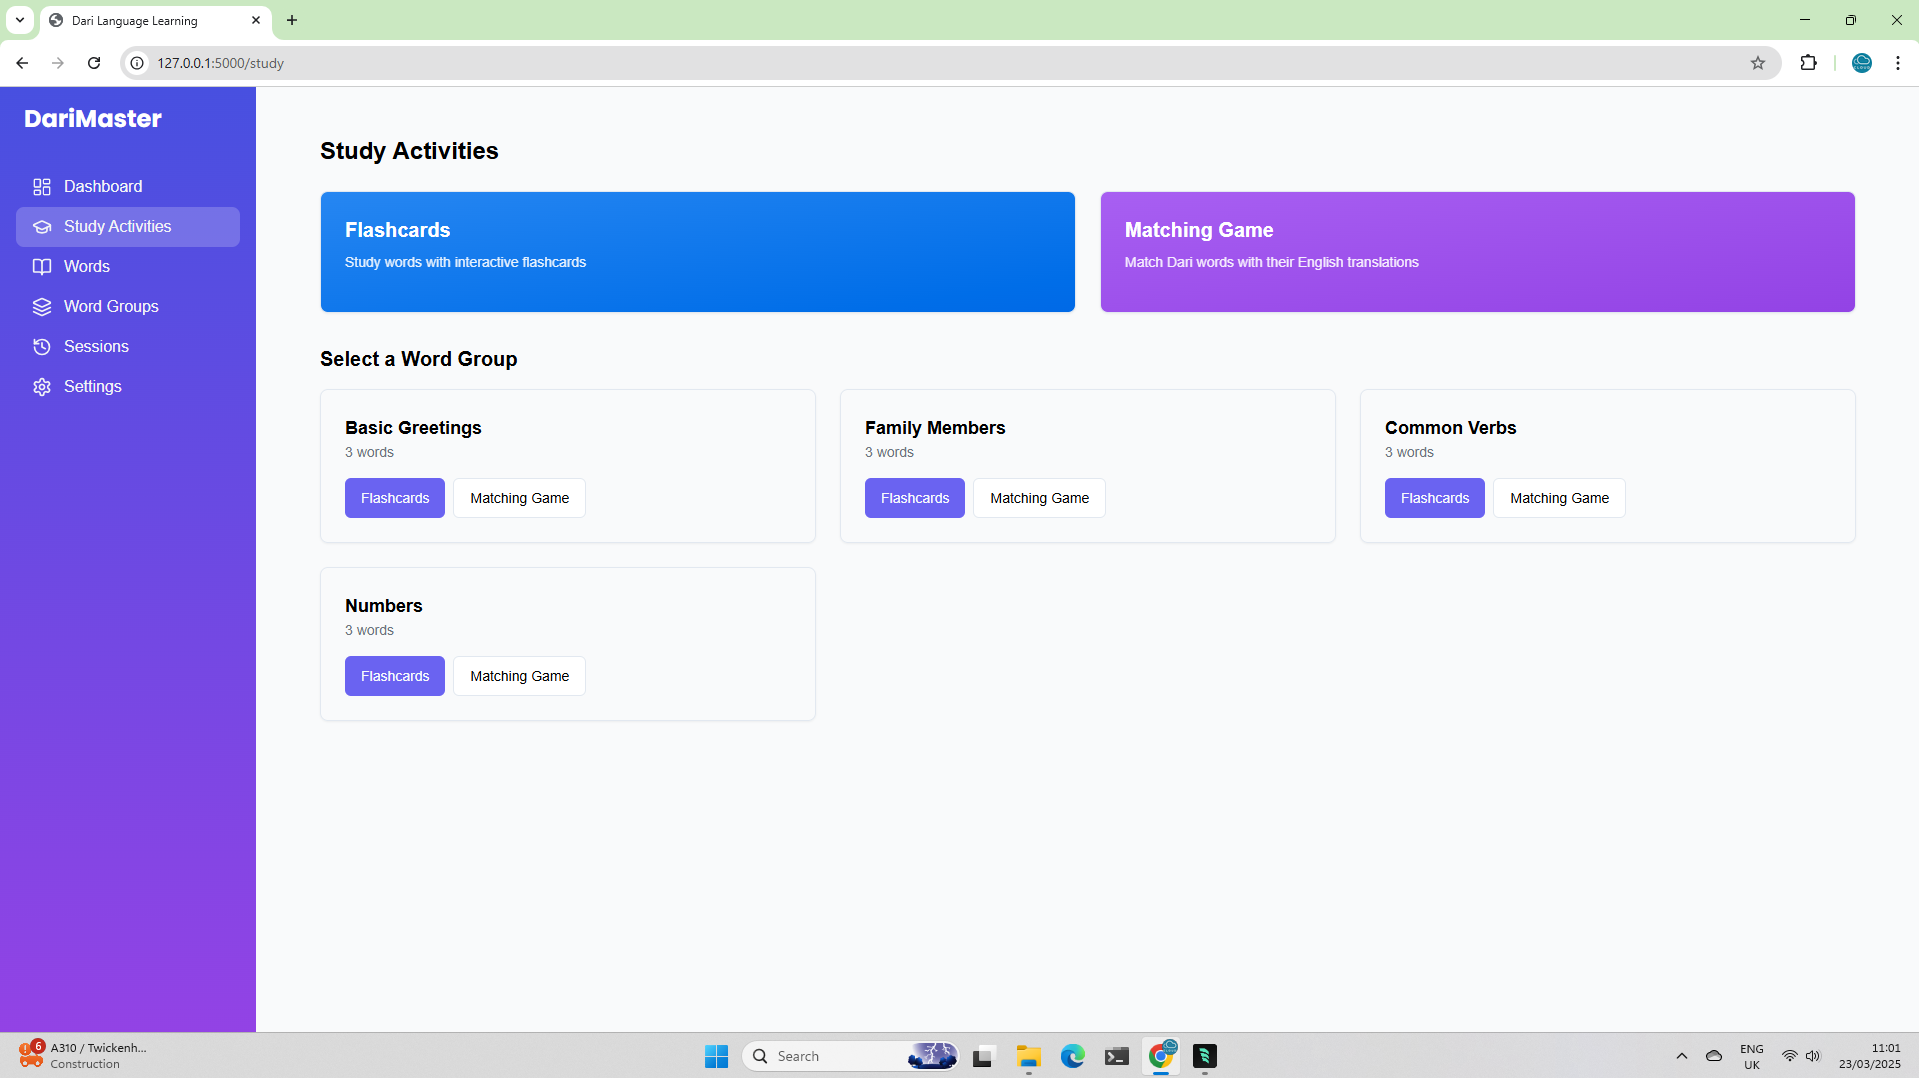 Dari Language Learning
127.0.0.1:5000/study
DariMaster
Dashboard
Study Activities
Words
Word Groups
Sessions
Settings
Study Activities
Flashcards
Study words with interactive flashcards
Matching Game
Match Dari words with their English translations
Select a Word Group
Basic Greetings
3 words
Flashcards
Matching Game
Family Members
3 words
Flashcards
Matching Game
Common Verbs
3 words
Flashcards
Matching Game
Numbers
3 words
Flashcards
Matching Game
6
A310 / Twickenh...
Construction
Search
ENG
UK
11:01
23/03/2025